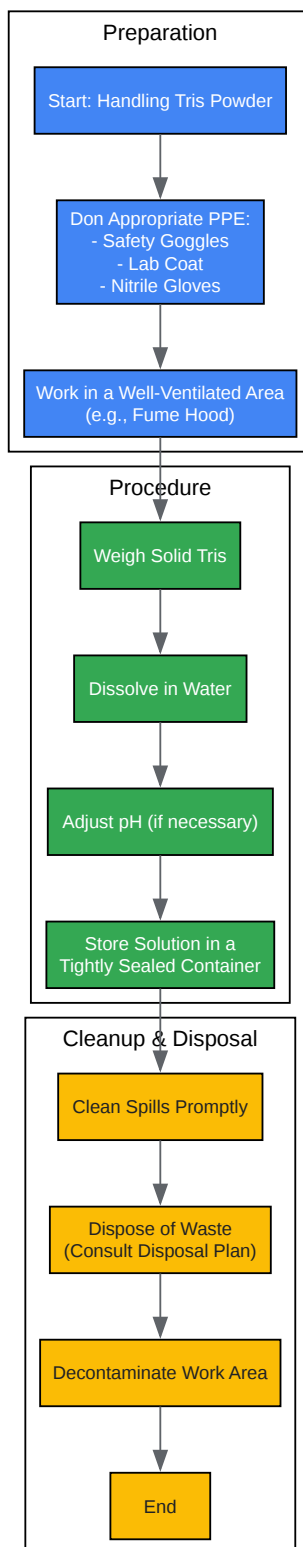 Preparation
Start: Handling Tris Powder
Don Appropriate PPE:
- Safety Goggles
- Lab Coat
- Nitrile Gloves
Work in a Well-Ventilated Area
(e.g., Fume Hood)
Procedure
Weigh Solid Tris
Dissolve in Water
Adjust pH (if necessary)
Store Solution in a
Tightly Sealed Container
Cleanup & Disposal
Clean Spills Promptly
Dispose of Waste
(Consult Disposal Plan)
Decontaminate Work Area
End